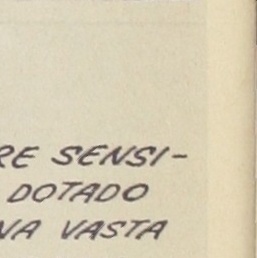 RE SENSI-
DOTADO
NA VASTA